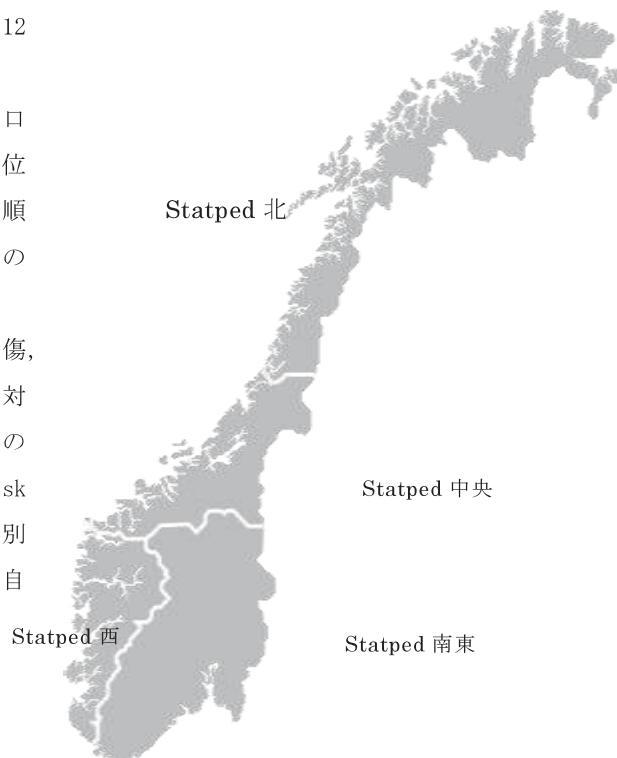 12
口
位
順
の
傷,
対
の
sk
別
自
Statped 北
Statped 中央
Statped 西
Statped 南東